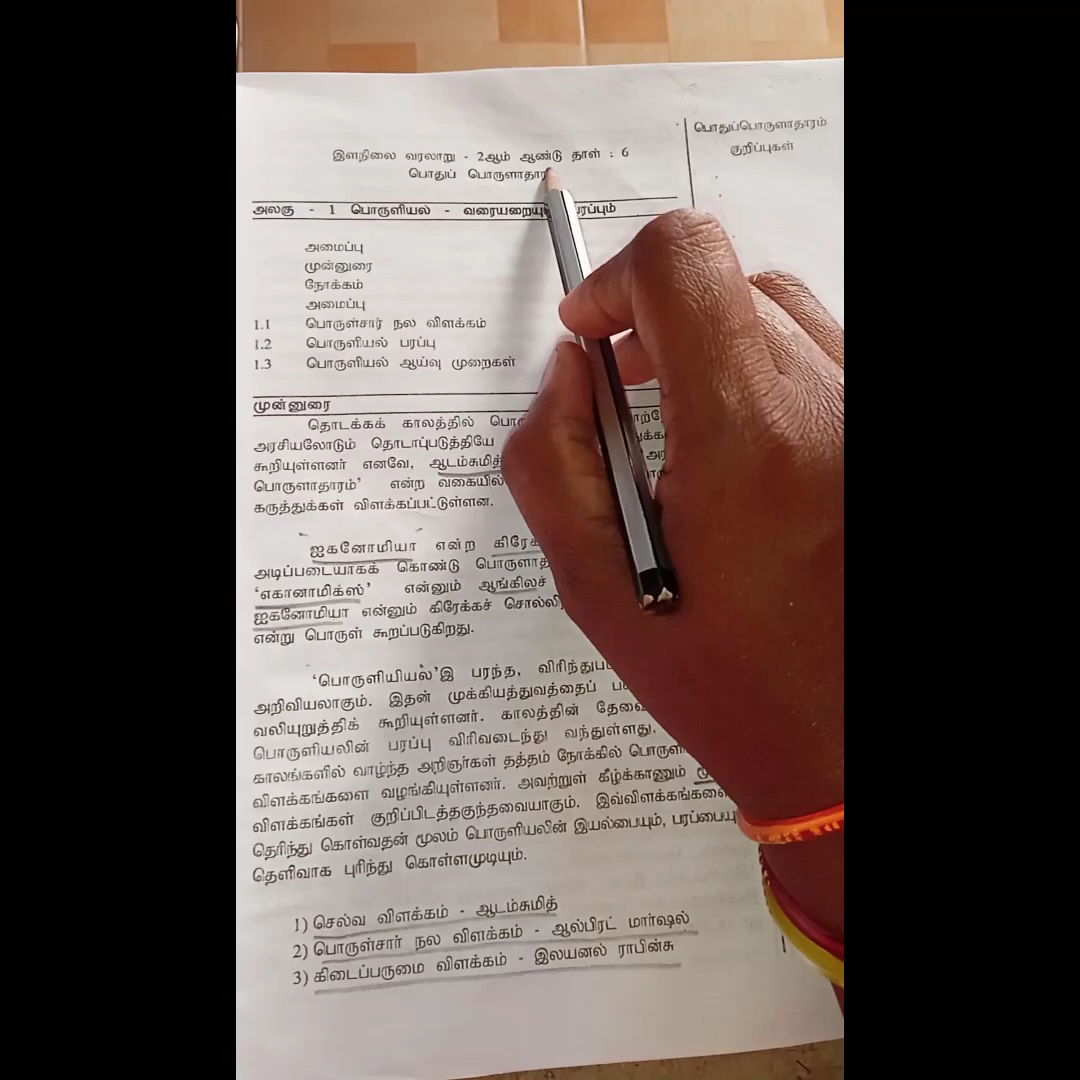 பொதுப்பொருளாதாரம்
குறிப்புகள்
இளநிலை வரலாறு - 2ஆம் ஆண்டு தாள் : 6
பொதுப்
அலகு - 1 பொருளியல் -
அமைப்பு
முன்னுரை
நோக்கம்
அமைப்பு
1.1 பொருள்சார் நல விளக்கம்
1.2 பொருளியல் பரப்பு
1.3 பொருளியல் ஆய்வு முறைகள்
முன்னுரை
தொடக்கக் காலத்தில்
அரசியலோடும் தொடர்ப்படுத்தியே
கூறியுள்ளனர் எனவே, ஆடம்சுமித்
பொருளாதாரம்' என்ற வகையில்
கருத்துக்கள் விளக்கப்பட்டுள்ளன.
ஐகனோமியா என்ற
அடிப்படையாகக் கொண்டு
'எகானாமிக்ஸ்' என்னும் ஆங்கிலச்
ஐகனோமியா என்னும் கிரேக்கச்
என்று பொருள் கூறப்படுகிறது.
'பொருளியியல்'இ பரந்த,
அறிவியலாகும். இதன் முக்கியத்துவத்தைப்
வலியுறுத்திக் கூறியுள்ளனர். காலத்தின்
பொருளியலின் பரப்பு விரிவடைந்து வந்துள்ளது.
காலங்களில் வாழ்ந்த அறிஞர்கள் தத்தம் நோக்கில்
விளக்கங்களை வழங்கியுள்ளனர். அவற்றுள் கீழ்க்காணும்
விளக்கங்கள் குறிப்பிடத்தகுந்தவையாகும். இவ்விளக்கங்களை
தெரிந்து கொள்வதன் மூலம் பொருளியலின் இயல்பையும்,
தெளிவாக புரிந்து கொள்ளமுடியும்.
1) செல்வ விளக்கம் - ஆடம்சுமித்
2) பொருள்சார் நல விளக்கம் - ஆல்பிரட் மார்ஷல்
3) கிடைப்பருமை விளக்கம் - இலயனல் ராபின்சு